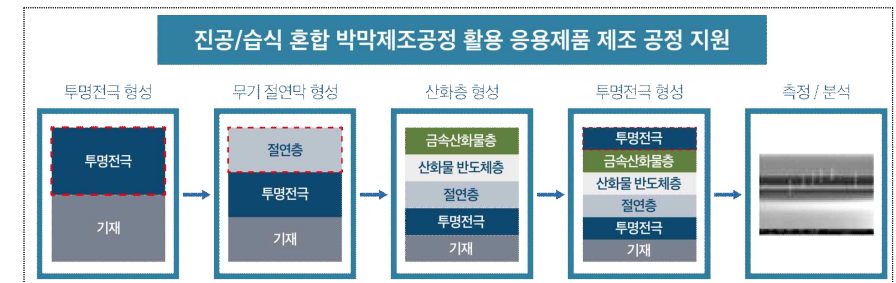 진공/습식 혼합 박막제조공정 활용 응용제품 제조 공정 지원
투명전극 형성
투명전극
기재
무기 절연막 형성
절연층
투명전극
기재
산화층 형성
금속산화물층
산화물 반도체층
절연층
투명전극
기재
투명전극 형성
투명전극
금속산화물층
산화물 반도체층
절연층
투명전극
기재
측정 / 분석